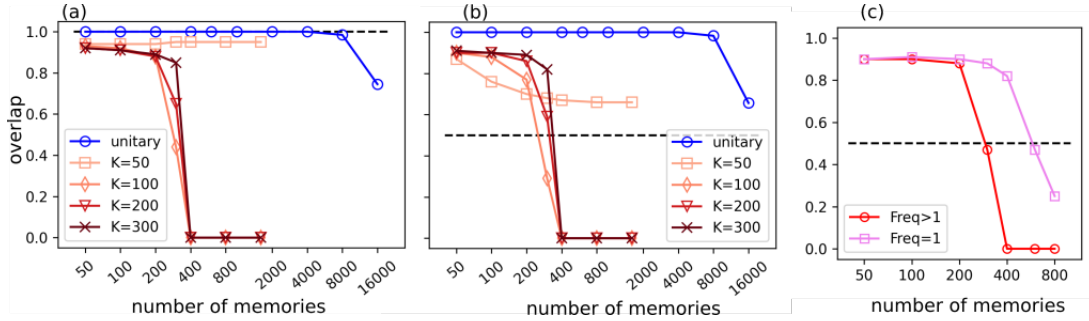 (a)
overlap
1.0
0.8
0.6
0.4
0.2
0.0
unitary
K=50
K=100
K=200
K=300
50
100
200
400
800
2000
4000
8000
16000
number of memories
(b)
unitary
K=50
K=100
K=200
K=300
50
100
200
400
800
2000
4000
8000
16000
number of memories
(c)
1.0
0.8
0.6
0.4
0.2
0.0
Freq>1
Freq=1
50
100
200
400
800
number of memories